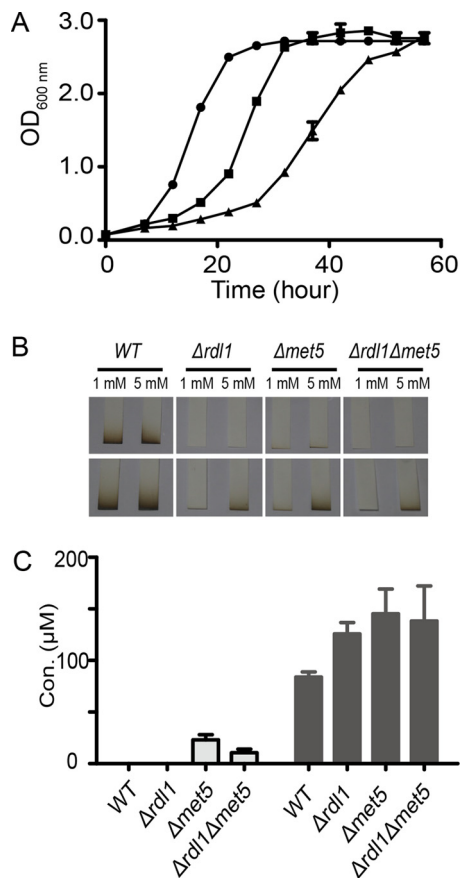 A
3.0
2.0
1.0
0.0
OD600 nm
0 20 40 60
Time (hour)
B
WT Δrdl1 Δmet5 Δrdl1Δmet5
1 mM 5 mM 1 mM 5 mM 1 mM 5 mM 1 mM 5 mM
C
200
100
0
Con. (µM)
WT Δrdl1 Δmet5 Δrdl1Δmet5 WT Δrdl1 Δmet5 Δrdl1Δmet5